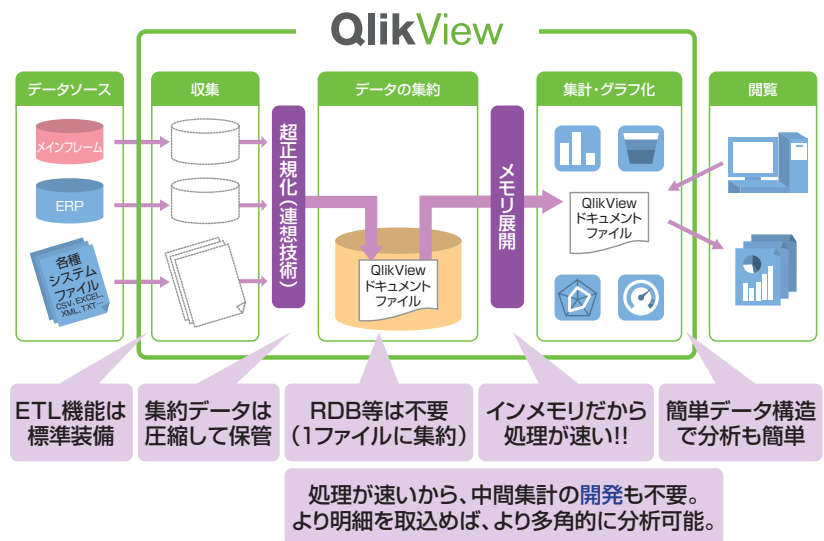 QlikView
データソース
収集
データの集約
集計・グラフ化
閲覧
メインフレーム
ERP
各種
システム
ファイル
CSV、EXCEL、
XML、TXT…
超正規化(連想技術)
QlikView
ドキュメント
ファイル
メモリ展開
QlikView
ドキュメント
ファイル
ETL機能は
標準装備
集約データは
圧縮して保管
RDB等は不要
(1ファイルに集約)
インメモリだから
処理が速い!!
簡単データ構造
で分析も簡単
処理が速いから、中間集計の開発も不要。
より明細を取込めば、より多角的に分析可能。